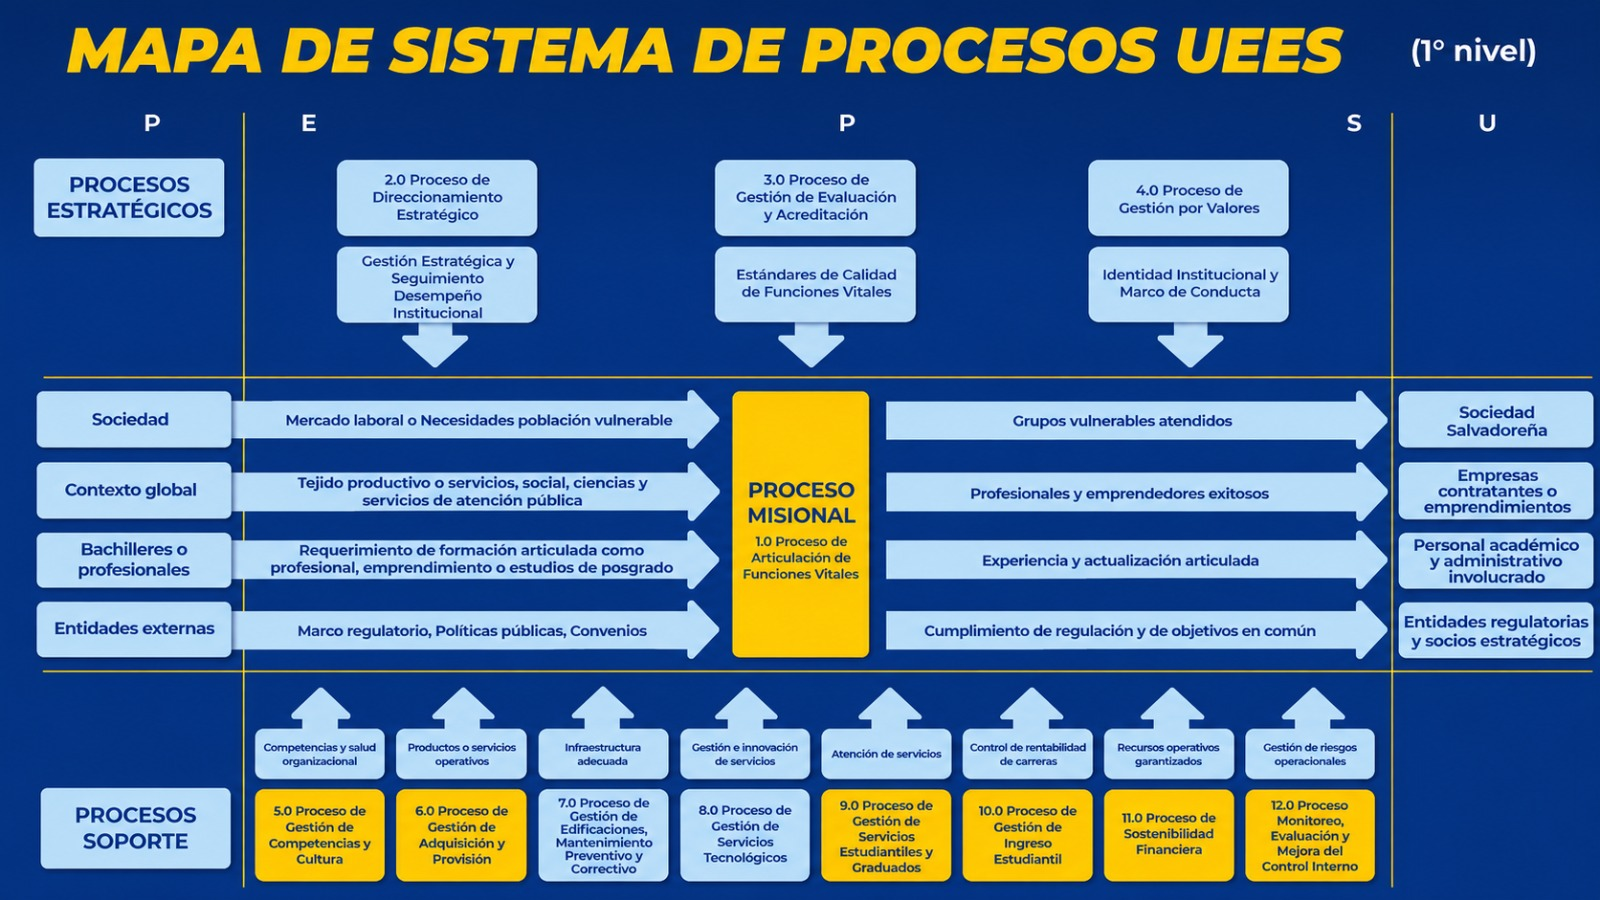 MAPA DE SISTEMA DE PROCESOS UEES
(1° nivel)
P
E
P
S
U
PROCESOS
ESTRATÉGICOS
2.0 Proceso de
Direccionamiento
Estratégico
3.0 Proceso de
Gestión de Evaluación
y Acreditación
4.0 Proceso de
Gestión por Valores
Gestión Estratégica y
Seguimiento
Desempeño
Institucional
Estándares de Calidad
de Funciones Vitales
Identidad Institucional y
Marco de Conducta
Sociedad
Mercado laboral o Necesidades población vulnerable
Grupos vulnerables atendidos
Sociedad
Salvadoreña
Contexto global
Tejido productivo o servicios, social, ciencias y
servicios de atención pública
Profesionales y emprendedores exitosos
Empresas
contratantes o
emprendimientos
PROCESO
MISIONAL
1.0 Proceso de
Articulación de
Funciones Vitales
Bachilleres o
profesionales
Requerimiento de formación articulada como
profesional, emprendimiento o estudios de posgrado
Experiencia y actualización articulada
Personal académico
y administrativo
involucrado
Entidades externas
Marco regulatorio, Políticas públicas, Convenios
Cumplimiento de regulación y de objetivos en común
Entidades regulatorias
y socios estratégicos
Competencias y salud
organizacional
Productos o servicios
operativos
Infraestructura
adecuada
Gestión e innovación
de servicios
Atención de servicios
Control de rentabilidad
de carreras
Recursos operativos
garantizados
Gestión de riesgos
operacionales
PROCESOS
SOPORTE
5.0 Proceso de
Gestión de
Competencias y
Cultura
6.0 Proceso de
Gestión de
Adquisición y
Provisión
7.0 Proceso de
Gestión de
Edificaciones,
Mantenimiento
Preventivo y
Correctivo
8.0 Proceso de
Gestión de
Servicios
Tecnológicos
9.0 Proceso de
Gestión de
Servicios
Estudiantiles y
Graduados
10.0 Proceso de
Gestión de
Ingreso
Estudiantil
11.0 Proceso de
Sostenibilidad
Financiera
12.0 Proceso
Monitoreo,
Evaluación y
Mejora del
Control Interno